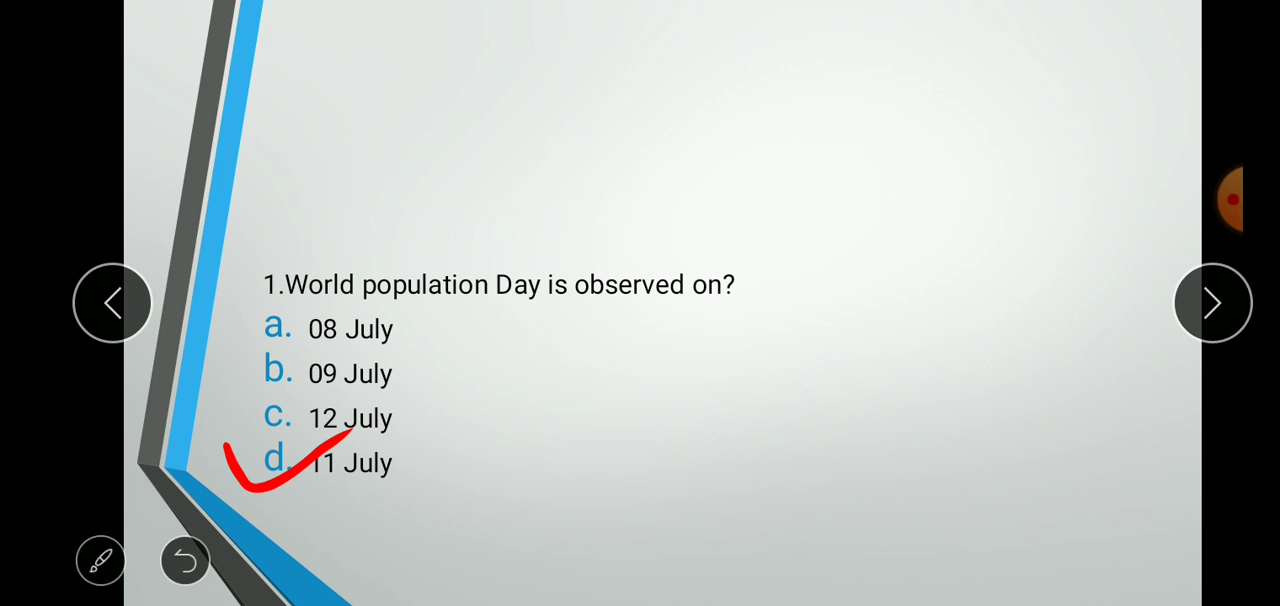 1.World population Day is observed on?
a. 08 July
b. 09 July
c. 12 July
d. 11 July